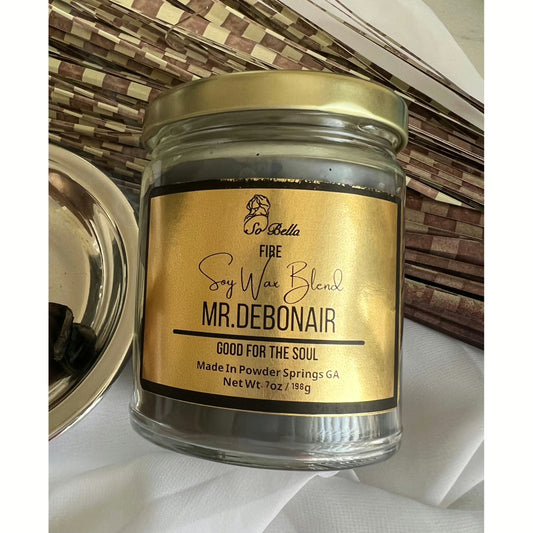 So Bella
FIRE
Soy Wax Blend
MR.DEBONAIR
GOOD FOR THE SOUL
Made In Powder Springs GA
Net Wt. 7oz / 198g